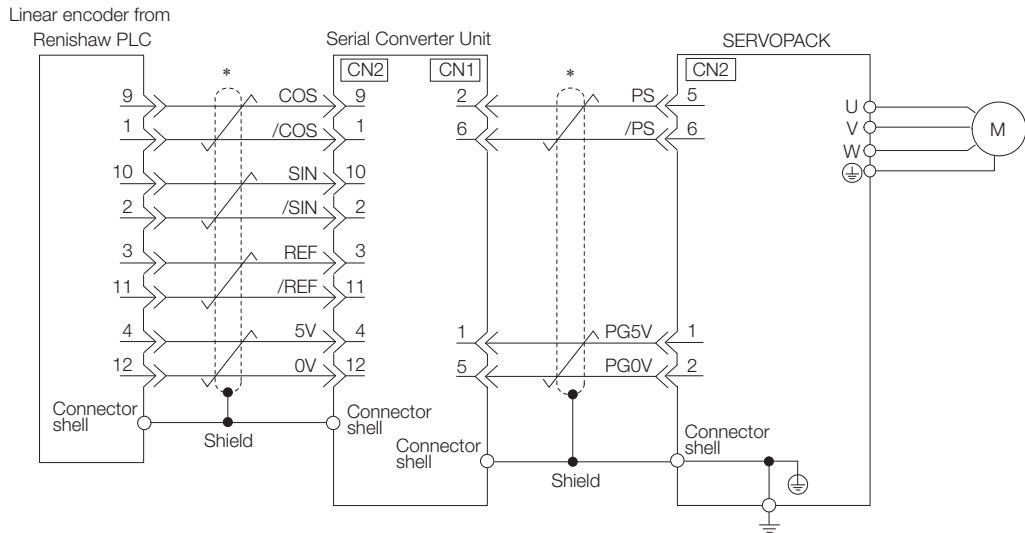 Linear encoder from
Renishaw PLC
Serial Converter Unit
SERVOPACK
CN2 CN1 CN2
* *
9 COS 9 2 PS 5
1 /COS 1 6 /PS 6
U
V
W
M
10 SIN 10
2 /SIN 2
3 REF 3
11 /REF 11
4 5V 4 1 PG5V 1
12 0V 12 5 PG0V 2
Connector
shell
Shield
Connector
shell
Connector
shell
Shield
Connector
shell